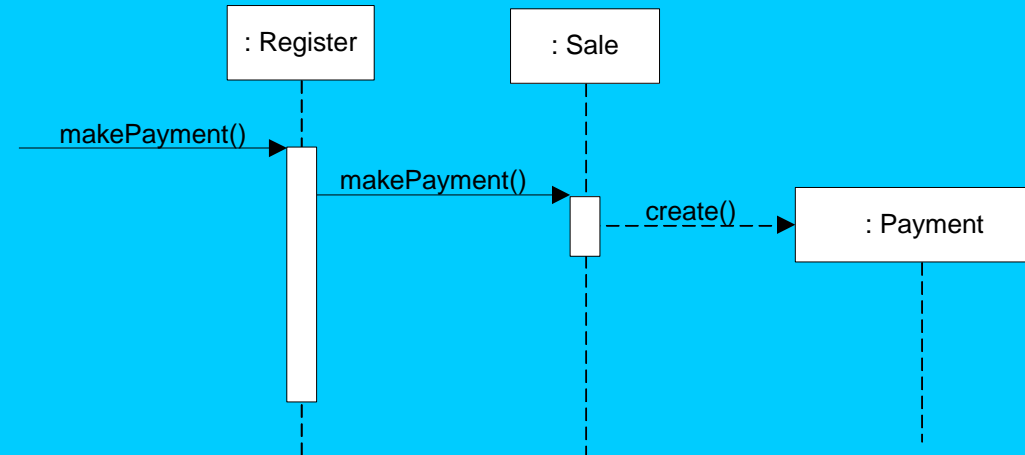 : Register
: Sale
makePayment()
makePayment()
create()
: Payment